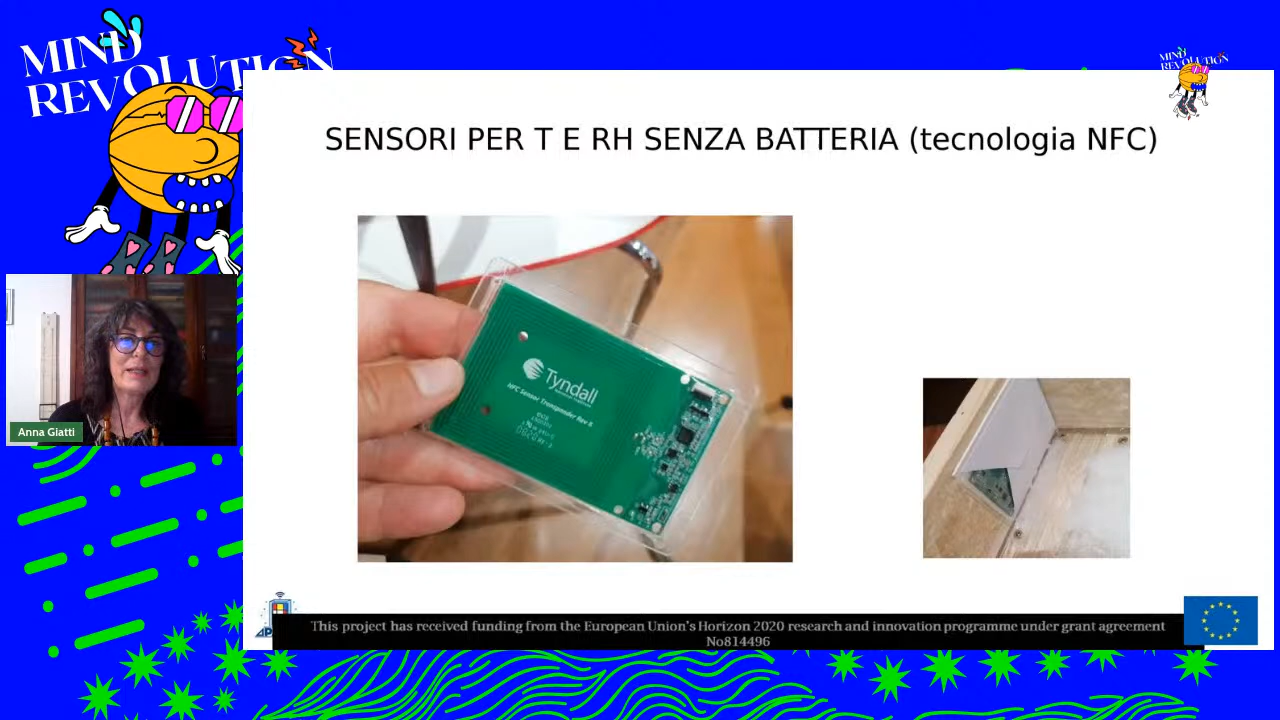 MIND
REVOLUTION
MIND
REVOLUTION
SENSORI PER T E RH SENZA BATTERIA (tecnologia NFC)
Tyndall
NFC Sensor Transponder Rev
Anna Giatti
This project has received funding from the European Union's Horizon 2020 research and innovation programme under grant agreement
No814496